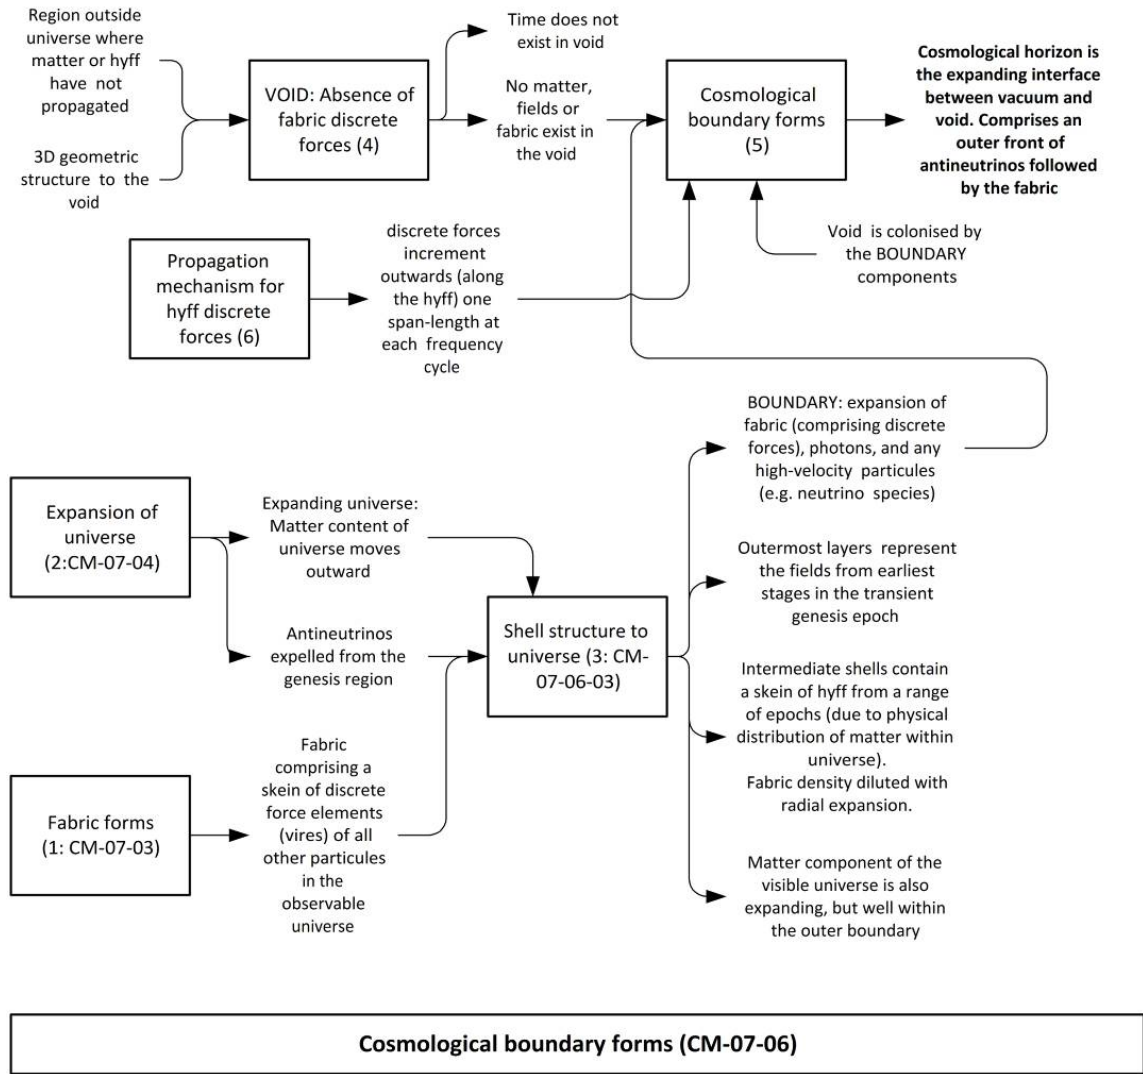 Region outside
universe where
matter or hyff
have not
propagated
3D geometric
structure to the
void
VOID: Absence of
fabric discrete
forces (4)
Time does not
exist in void
No matter,
fields or
fabric exist in
the void
Cosmological
boundary forms
(5)
Cosmological horizon is
the expanding interface
between vacuum and
void. Comprises an
outer front of
antineutrinos followed
by the fabric
Void is colonised by
the BOUNDARY
components
Propagation
mechanism for
hyff discrete
forces (6)
discrete forces
increment
outwards (along
the hyff) one
span-length at
each frequency
cycle
BOUNDARY: expansion of
fabric (comprising discrete
forces), photons, and any
high-velocity particules
(e.g. neutrino species)
Expansion of
universe
(2:CM-07-04)
Expanding universe:
Matter content of
universe moves
outward
Antineutrinos
expelled from the
genesis region
Shell structure to
universe (3: CM-
07-06-03)
Outermost layers represent
the fields from earliest
stages in the transient
genesis epoch
Intermediate shells contain
a skein of hyff from a range
of epochs (due to physical
distribution of matter within
universe).
Fabric density diluted with
radial expansion.
Fabric forms
(1: CM-07-03)
Fabric
comprising a
skein of discrete
force elements
(vires) of all
other particules
in the
observable
universe
Matter component of the
visible universe is also
expanding, but well within
the outer boundary
Cosmological boundary forms (CM-07-06)